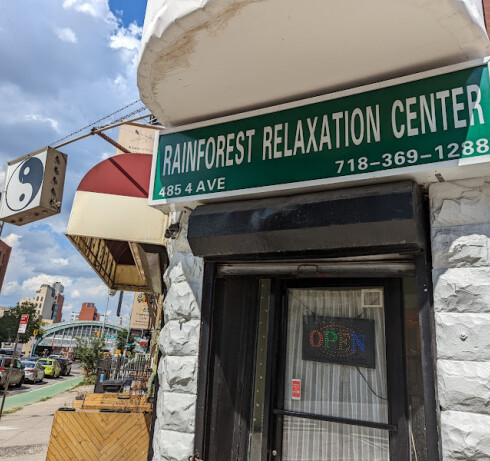 RAINFOREST RELAXATION CENTER
485 4 AVE
718-369-1288
OPEN